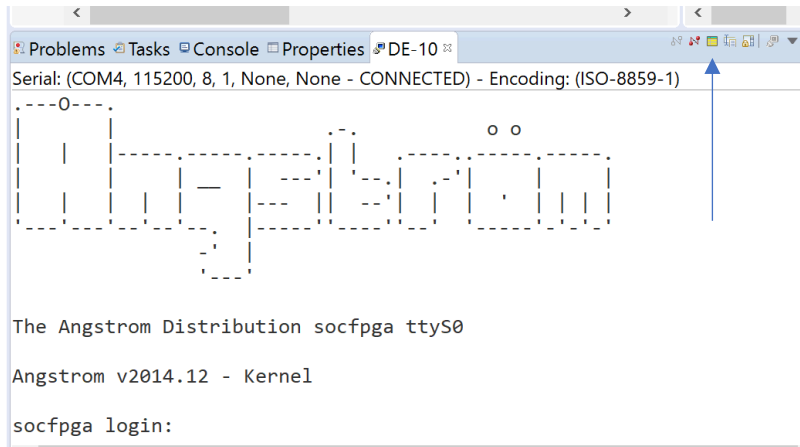 Problems Tasks Console Properties DE-10
Serial: (COM4, 115200, 8, 1, None, None - CONNECTED) - Encoding: (ISO-8859-1)
.---O---.
|       |                  .-.           o o
|   |   |-----.-----.-----.| |   .----..-----.-----.
|       |     | __  |  ---'| '--.|  .-'|     |     |
|   |   |  |  |     |---  ||  --'|  |  |  '  | | | |
'---'---'--'--'--.  |-----''----''--'  '-----'-'-'-'
                -'  |
                '---'
The Angstrom Distribution socfpga ttyS0
Angstrom v2014.12 - Kernel
socfpga login: